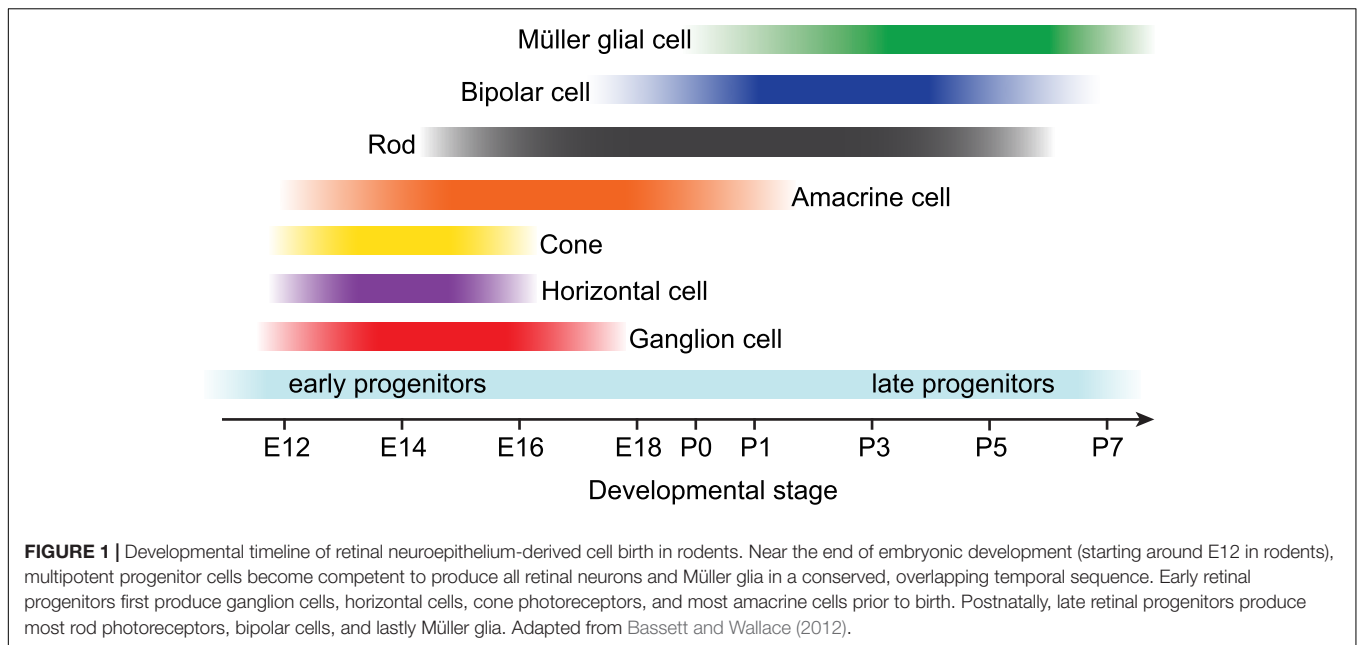 Müller glial cell
Bipolar cell
Rod
Amacrine cell
Cone
Horizontal cell
Ganglion cell
early progenitors late progenitors
E12 E14 E16 E18 P0 P1 P3 P5 P7
Developmental stage
FIGURE 1 | Developmental timeline of retinal neuroepithelium-derived cell birth in rodents. Near the end of embryonic development (starting around E12 in rodents),
multipotent progenitor cells become competent to produce all retinal neurons and Müller glia in a conserved, overlapping temporal sequence. Early retinal
progenitors first produce ganglion cells, horizontal cells, cone photoreceptors, and most amacrine cells prior to birth. Postnatally, late retinal progenitors produce
most rod photoreceptors, bipolar cells, and lastly Müller glia. Adapted from Bassett and Wallace (2012).